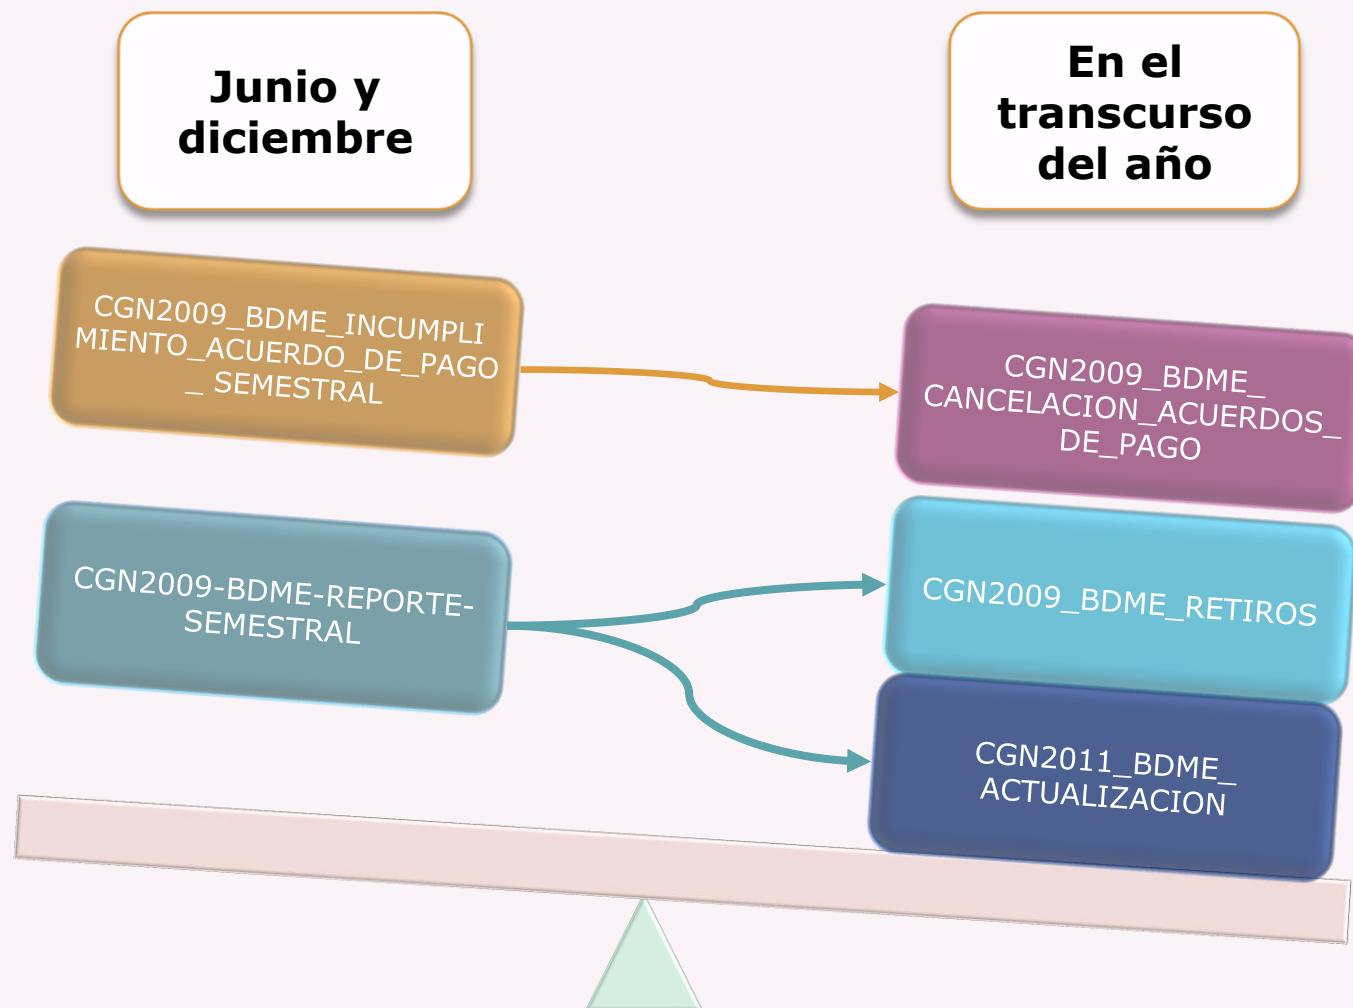 Junio y
diciembre
En el
transcurso
del año
CGN2009_BDME_INCUMPLI
MIENTO_ACUERDO_DE_PAGO
_ SEMESTRAL
CGN2009_BDME_
CANCELACION_ACUERDOS_
DE_PAGO
CGN2009-BDME-REPORTE-
SEMESTRAL
CGN2009_BDME_RETIROS
CGN2011_BDME_
ACTUALIZACION